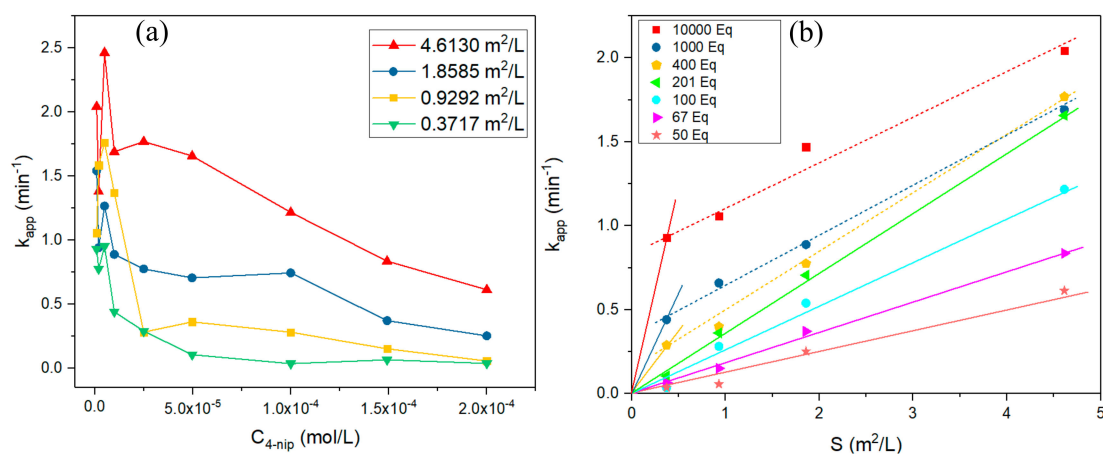 (a)
4.6130 m²/L
1.8585 m²/L
0.9292 m²/L
0.3717 m²/L
k_app (min⁻¹)
2.5
2.0
1.5
1.0
0.5
0.0
0.0
5.0x10⁻⁵
1.0x10⁻⁴
1.5x10⁻⁴
2.0x10⁻⁴
C_4-nip (mol/L)
(b)
10000 Eq
1000 Eq
400 Eq
201 Eq
100 Eq
67 Eq
50 Eq
k_app (min⁻¹)
2.0
1.5
1.0
0.5
0.0
0
1
2
3
4
5
S (m²/L)